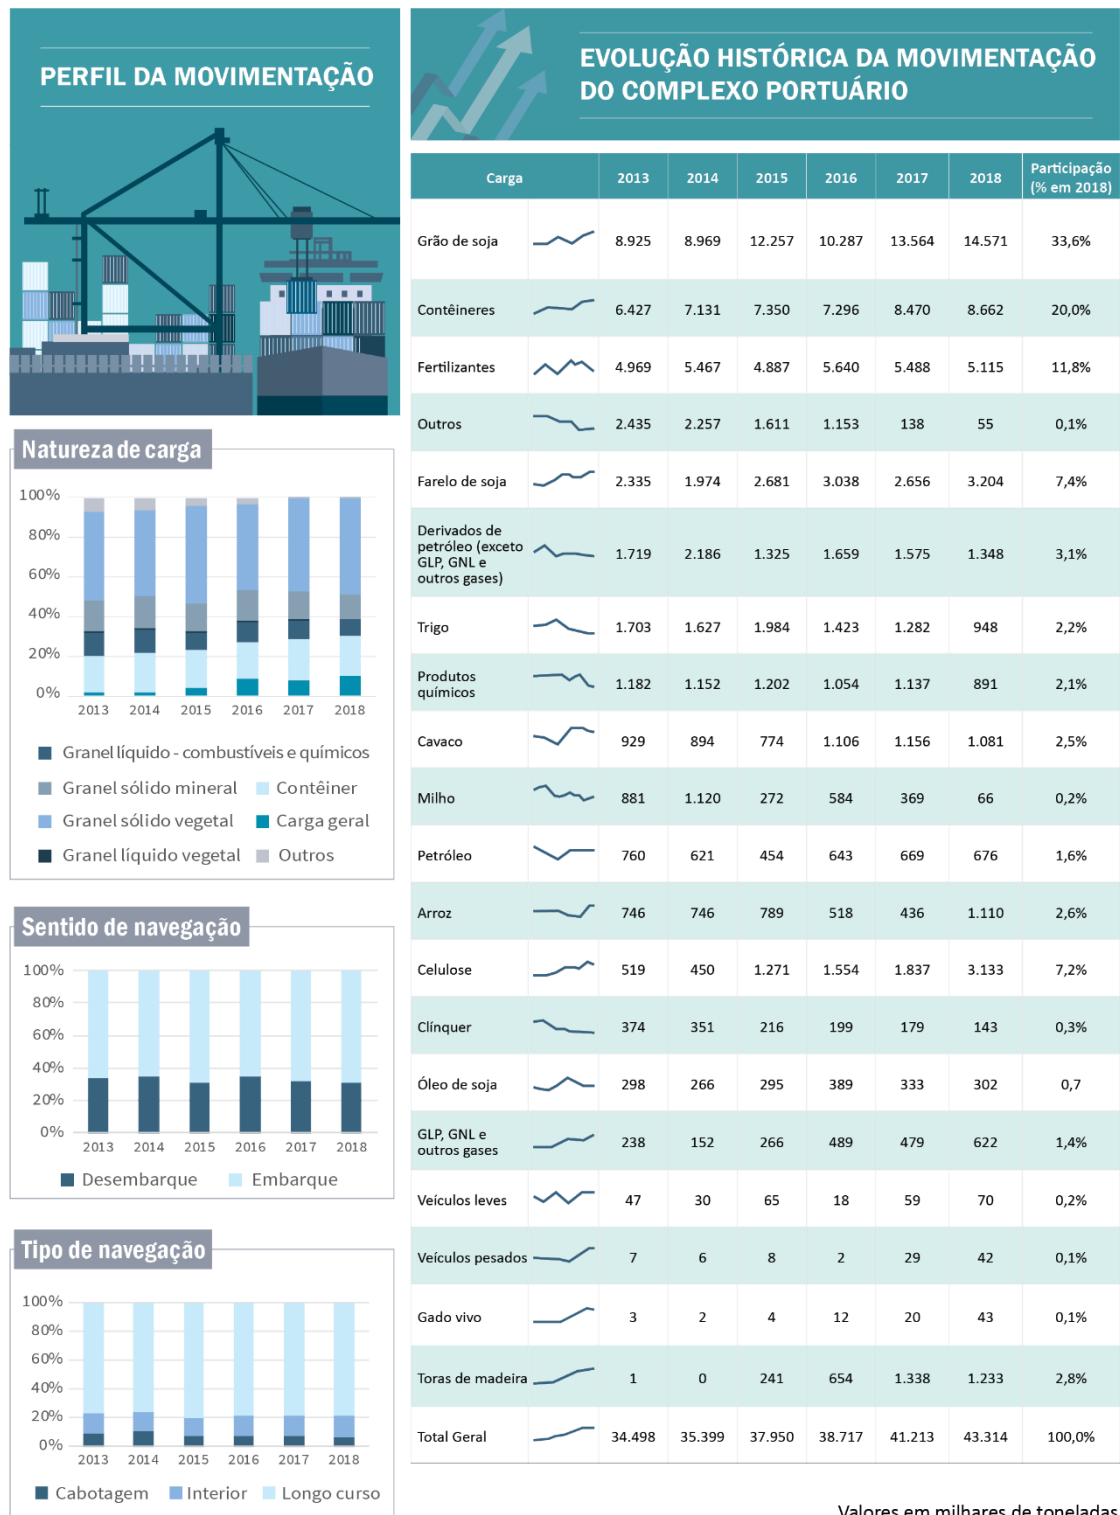 PERFIL DA MOVIMENTAÇÃO
EVOLUÇÃO HISTÓRICA DA MOVIMENTAÇÃO
DO COMPLEXO PORTUÁRIO
Natureza de carga
100%
80%
60%
40%
20%
0%
2013 2014 2015 2016 2017 2018
Granel líquido - combustíveis e químicos
Granel sólido mineral Contêiner
Granel sólido vegetal Carga geral
Granel líquido vegetal Outros
Sentido de navegação
100%
80%
60%
40%
20%
0%
2013 2014 2015 2016 2017 2018
Desembarque Embarque
Tipo de navegação
100%
80%
60%
40%
20%
0%
2013 2014 2015 2016 2017 2018
Cabotagem Interior Longo curso
Carga 2013 2014 2015 2016 2017 2018 Participação
(% em 2018)
Grão de soja 8.925 8.969 12.257 10.287 13.564 14.571 33,6%
Contêineres 6.427 7.131 7.350 7.296 8.470 8.662 20,0%
Fertilizantes 4.969 5.467 4.887 5.640 5.488 5.115 11,8%
Outros 2.435 2.257 1.611 1.153 138 55 0,1%
Farelo de soja 2.335 1.974 2.681 3.038 2.656 3.204 7,4%
Derivados de
petróleo (exceto
GLP, GNL e
outros gases) 1.719 2.186 1.325 1.659 1.575 1.348 3,1%
Trigo 1.703 1.627 1.984 1.423 1.282 948 2,2%
Produtos
químicos 1.182 1.152 1.202 1.054 1.137 891 2,1%
Cavaco 929 894 774 1.106 1.156 1.081 2,5%
Milho 881 1.120 272 584 369 66 0,2%
Petróleo 760 621 454 643 669 676 1,6%
Arroz 746 746 789 518 436 1.110 2,6%
Celulose 519 450 1.271 1.554 1.837 3.133 7,2%
Clínquer 374 351 216 199 179 143 0,3%
Óleo de soja 298 266 295 389 333 302 0,7
GLP, GNL e
outros gases 238 152 266 489 479 622 1,4%
Veículos leves 47 30 65 18 59 70 0,2%
Veículos pesados 7 6 8 2 29 42 0,1%
Gado vivo 3 2 4 12 20 43 0,1%
Toras de madeira 1 0 241 654 1.338 1.233 2,8%
Total Geral 34.498 35.399 37.950 38.717 41.213 43.314 100,0%
Valores em milhares de toneladas